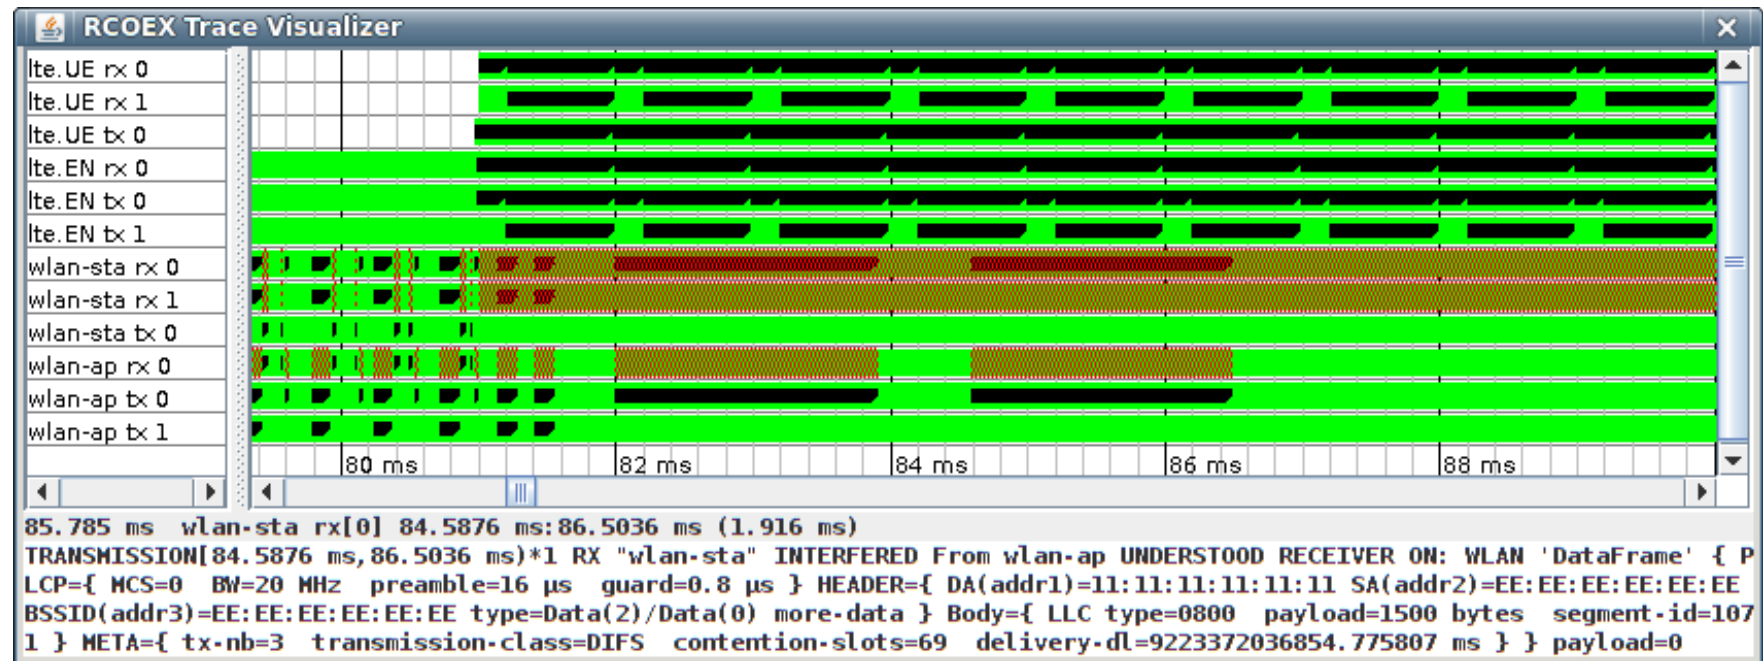 RCOEX Trace Visualizer
lte.UE rx 0
lte.UE rx 1
lte.UE tx 0
lte.EN rx 0
lte.EN tx 0
lte.EN tx 1
wlan-sta rx 0
wlan-sta rx 1
wlan-sta tx 0
wlan-ap rx 0
wlan-ap tx 0
wlan-ap tx 1
80 ms 82 ms 84 ms 86 ms 88 ms
85.785 ms wlan-sta rx[0] 84.5876 ms:86.5036 ms (1.916 ms)
TRANSMISSION[84.5876 ms,86.5036 ms)*1 RX "wlan-sta" INTERFERED From wlan-ap UNDERSTOOD RECEIVER ON: WLAN 'DataFrame' { P
LCP={ MCS=0 BW=20 MHz preamble=16 µs guard=0.8 µs } HEADER={ DA(addr1)=11:11:11:11:11:11 SA(addr2)=EE:EE:EE:EE:EE:EE
BSSID(addr3)=EE:EE:EE:EE:EE:EE type=Data(2)/Data(0) more-data } Body={ LLC type=0800 payload=1500 bytes segment-id=107
1 } META={ tx-nb=3 transmission-class=DIFS contention-slots=69 delivery-dl=9223372036854.775807 ms } } payload=0